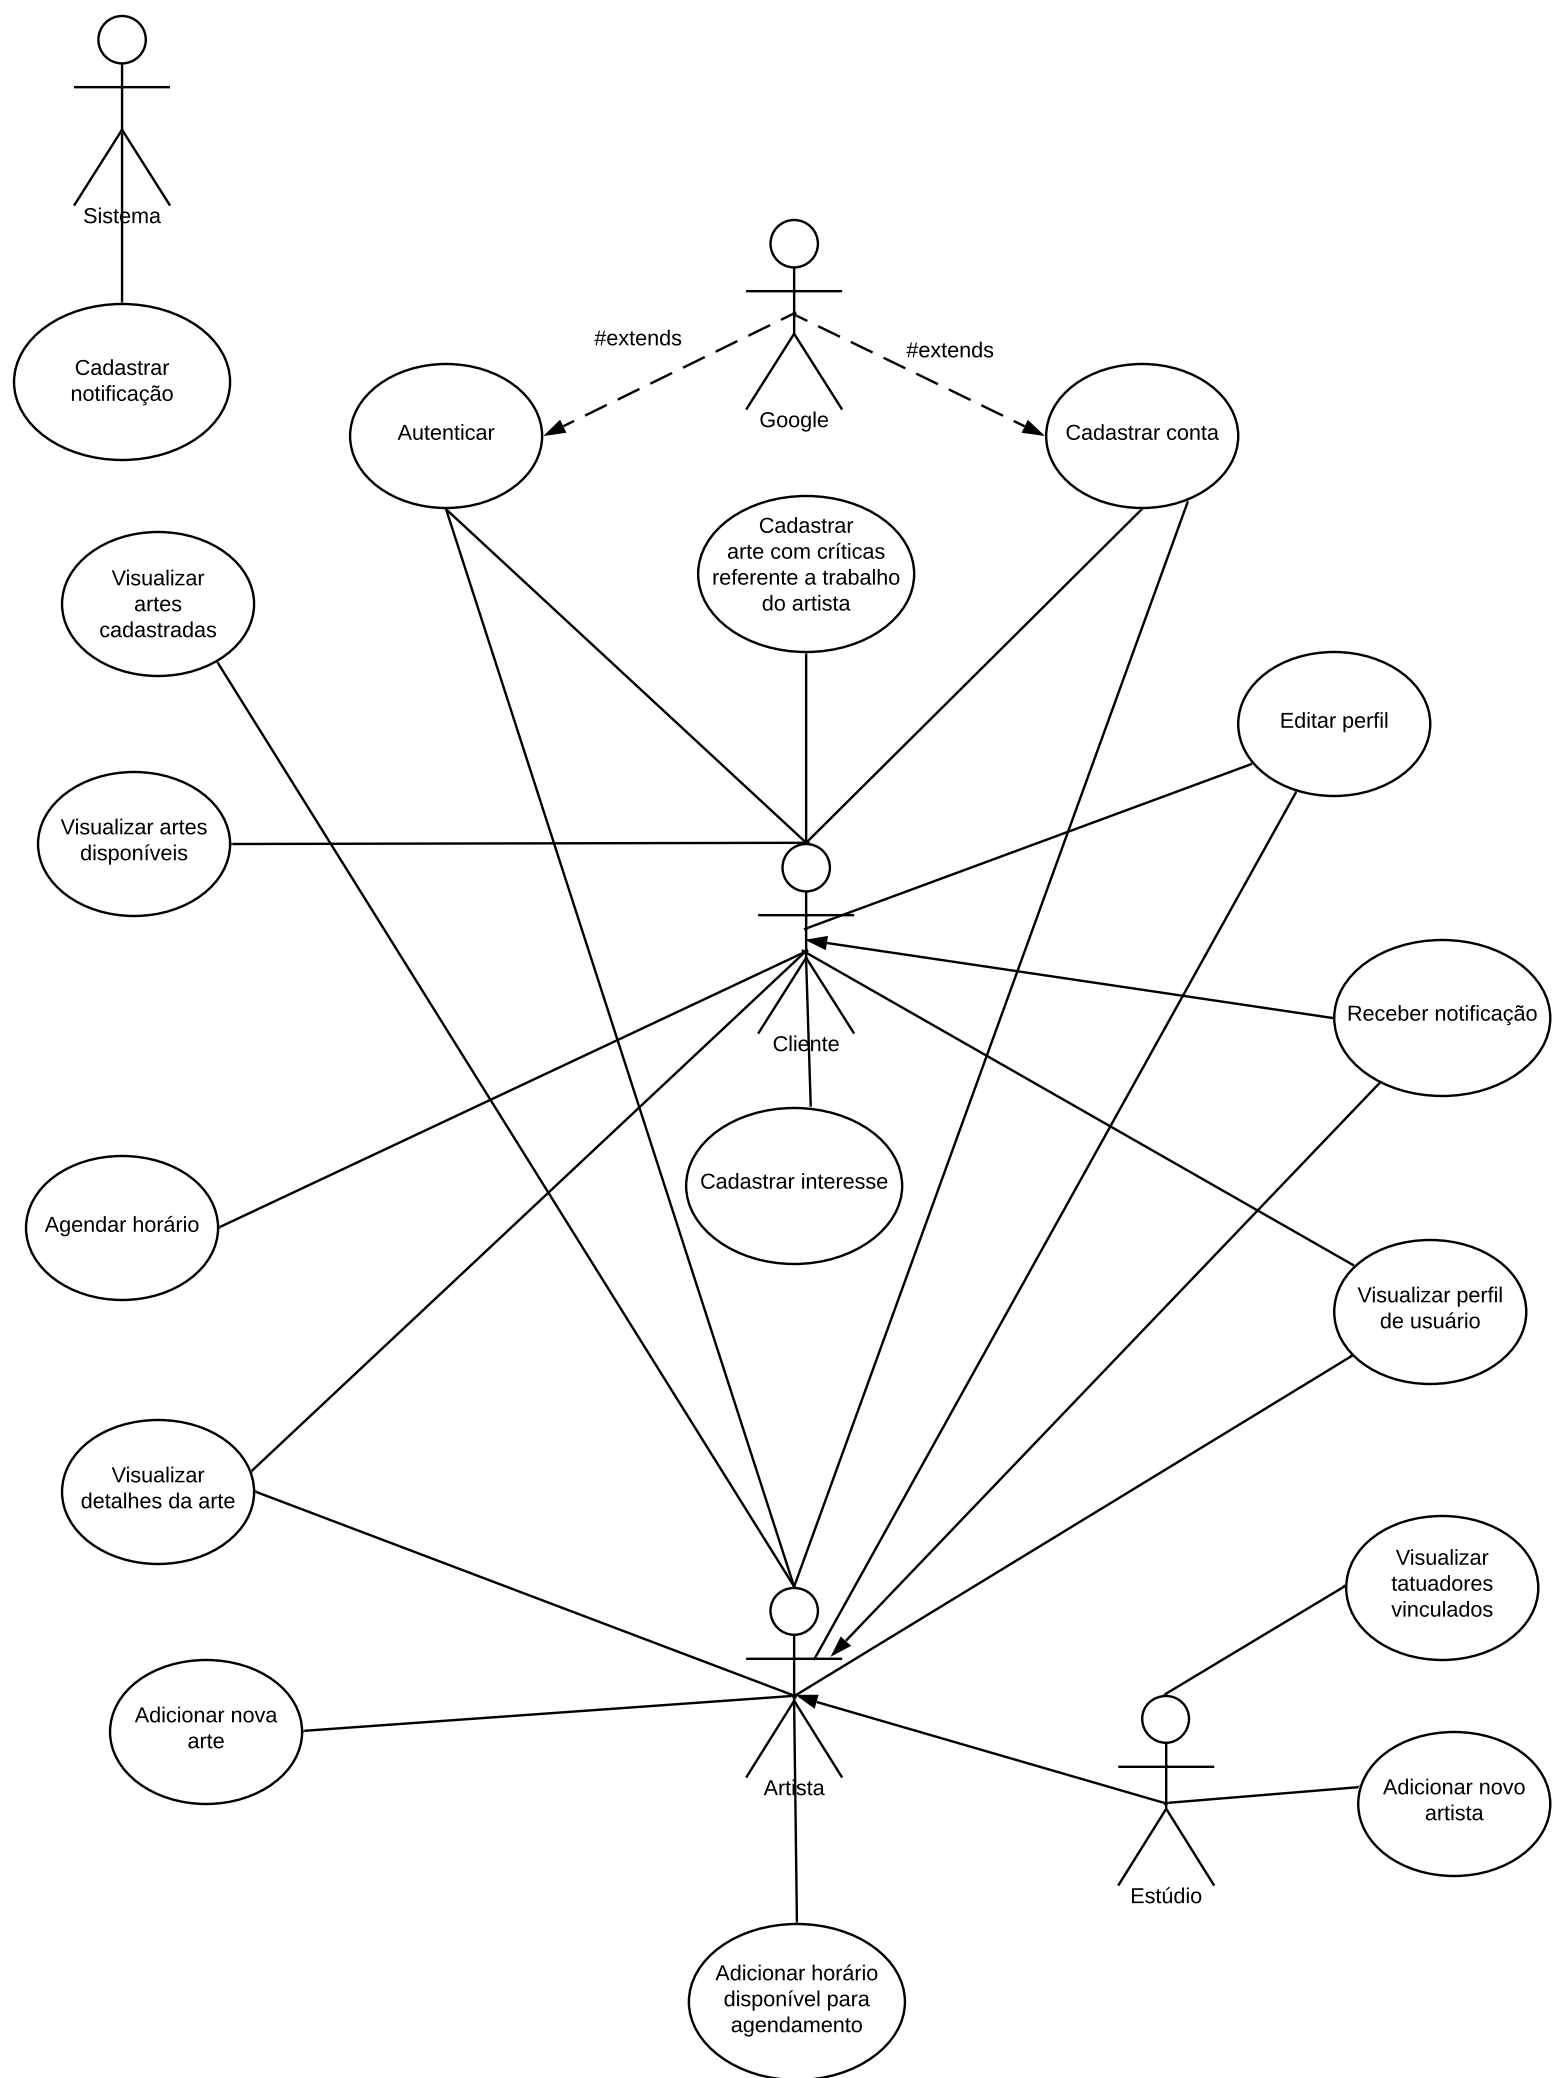 Sistema
Cadastrar
notificação
#extends
#extends
Google
Autenticar
Cadastrar conta
Cadastrar
arte com críticas
referente a trabalho
do artista
Visualizar
artes
cadastradas
Editar perfil
Visualizar artes
disponíveis
Receber notificação
Cliente
Cadastrar interesse
Agendar horário
Visualizar perfil
de usuário
Visualizar
detalhes da arte
Visualizar
tatuadores
vinculados
Adicionar nova
arte
Artista
Adicionar novo
artista
Estúdio
Adicionar horário
disponível para
agendamento